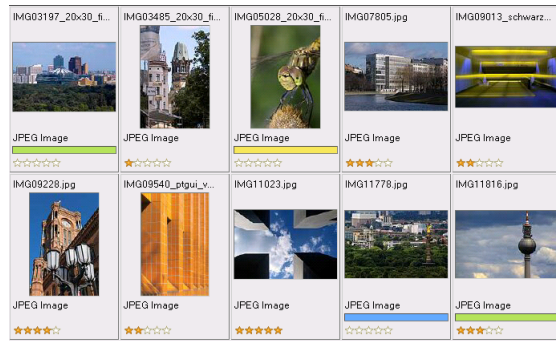 IMG03197_20x30_fi...
JPEG Image
IMG03485_20x30_fi...
JPEG Image
IMG05028_20x30_fi...
JPEG Image
IMG07805.jpg
JPEG Image
IMG09013_schwarz...
JPEG Image
IMG09228.jpg
JPEG Image
IMG09540_ptgui_v...
JPEG Image
IMG11023.jpg
JPEG Image
IMG11778.jpg
JPEG Image
IMG11816.jpg
JPEG Image